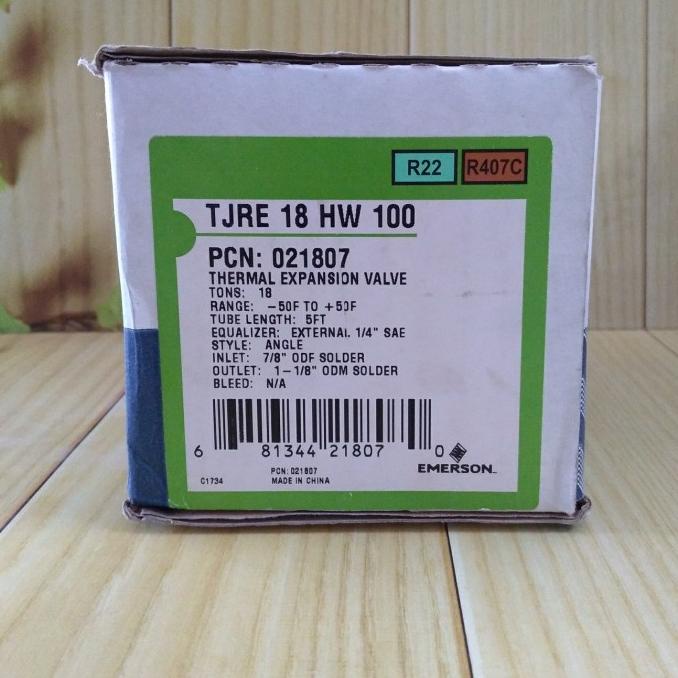 R22 R407C
TJRE 18 HW 100
PCN: 021807
THERMAL EXPANSION VALVE
TONS: 18
RANGE: -50F TO +50F
TUBE LENGTH: 5FT
EQUALIZER: EXTERNAL 1/4" SAE
STYLE: ANGLE
INLET: 7/8" ODF SOLDER
OUTLET: 1-1/8" ODM SOLDER
BLEED: N/A
6 81344 21807 0
EMERSON
PCN: 021807
C1734 MADE IN CHINA